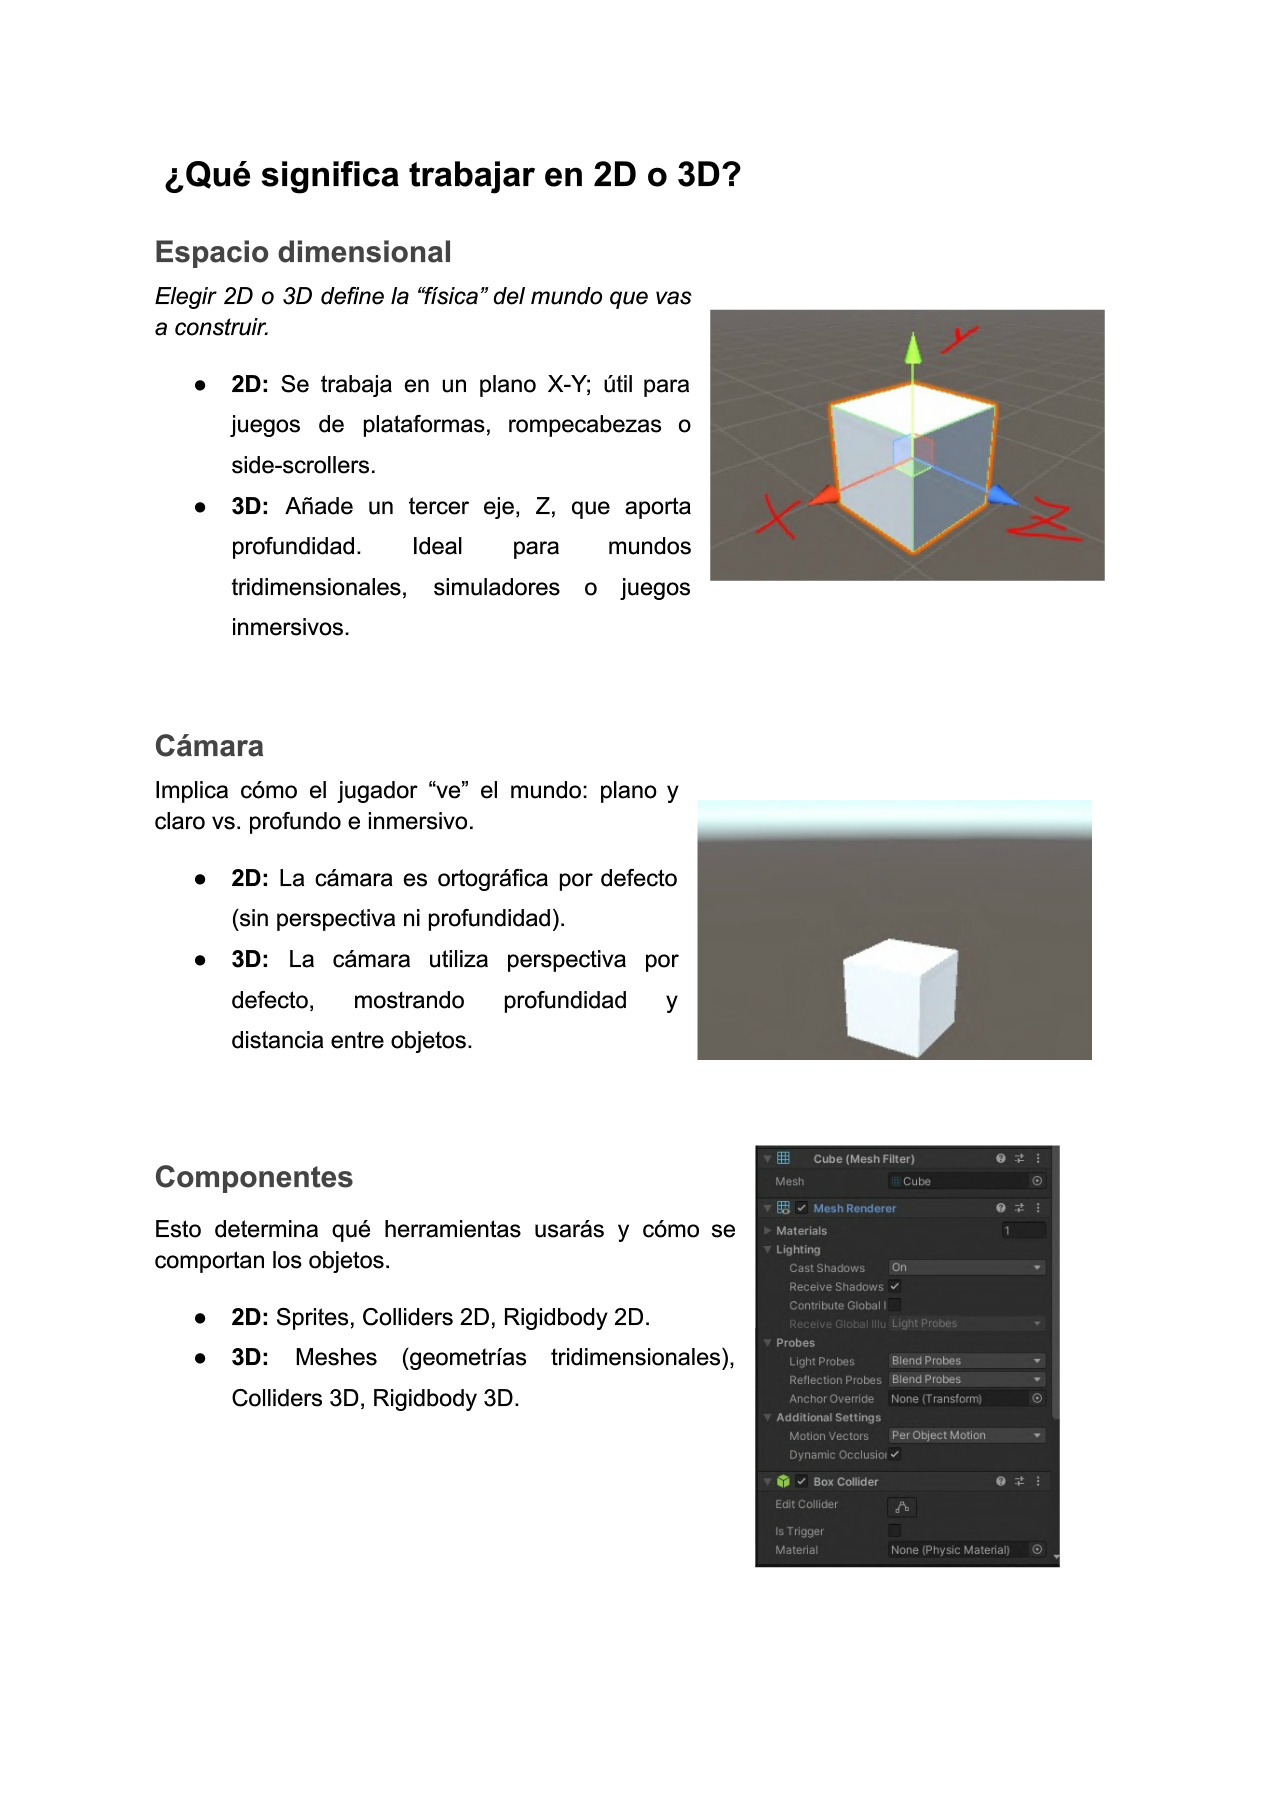 ¿Qué significa trabajar en 2D o 3D?
Espacio dimensional
Elegir 2D o 3D define la “física” del mundo que vas
a construir.
● 2D: Se trabaja en un plano X-Y; útil para
juegos de plataformas, rompecabezas o
side-scrollers.
● 3D: Añade un tercer eje, Z, que aporta
profundidad. Ideal para mundos
tridimensionales, simuladores o juegos
inmersivos.
y
X
Z
Cámara
Implica cómo el jugador “ve” el mundo: plano y
claro vs. profundo e inmersivo.
● 2D: La cámara es ortográfica por defecto
(sin perspectiva ni profundidad).
● 3D: La cámara utiliza perspectiva por
defecto, mostrando profundidad y
distancia entre objetos.
Componentes
Esto determina qué herramientas usarás y cómo se
comportan los objetos.
● 2D: Sprites, Colliders 2D, Rigidbody 2D.
● 3D: Meshes (geometrías tridimensionales),
Colliders 3D, Rigidbody 3D.
Cube (Mesh Filter)
Mesh Cube
Mesh Renderer
Materials 1
Lighting
Cast Shadows On
Receive Shadows
Contribute Global I
Receive Global Illu Light Probes
Probes
Light Probes Blend Probes
Reflection Probes Blend Probes
Anchor Override None (Transform)
Additional Settings
Motion Vectors Per Object Motion
Dynamic Occlusion
Box Collider
Edit Collider
Is Trigger
Material None (Physic Material)